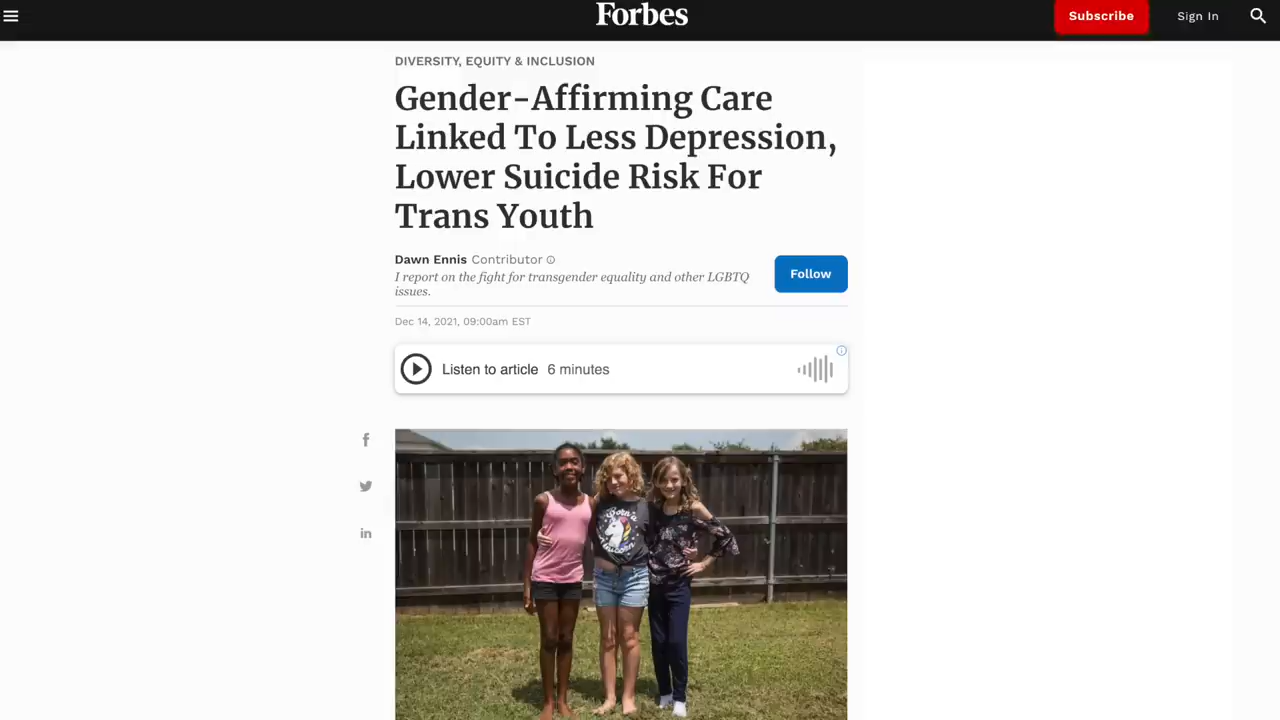 Forbes
Subscribe
Sign In
DIVERSITY, EQUITY & INCLUSION
Gender-Affirming Care
Linked To Less Depression,
Lower Suicide Risk For
Trans Youth
Dawn Ennis Contributor
I report on the fight for transgender equality and other LGBTQ
issues.
Follow
Dec 14, 2021, 09:00am EST
Listen to article 6 minutes
Born a
Unicorn